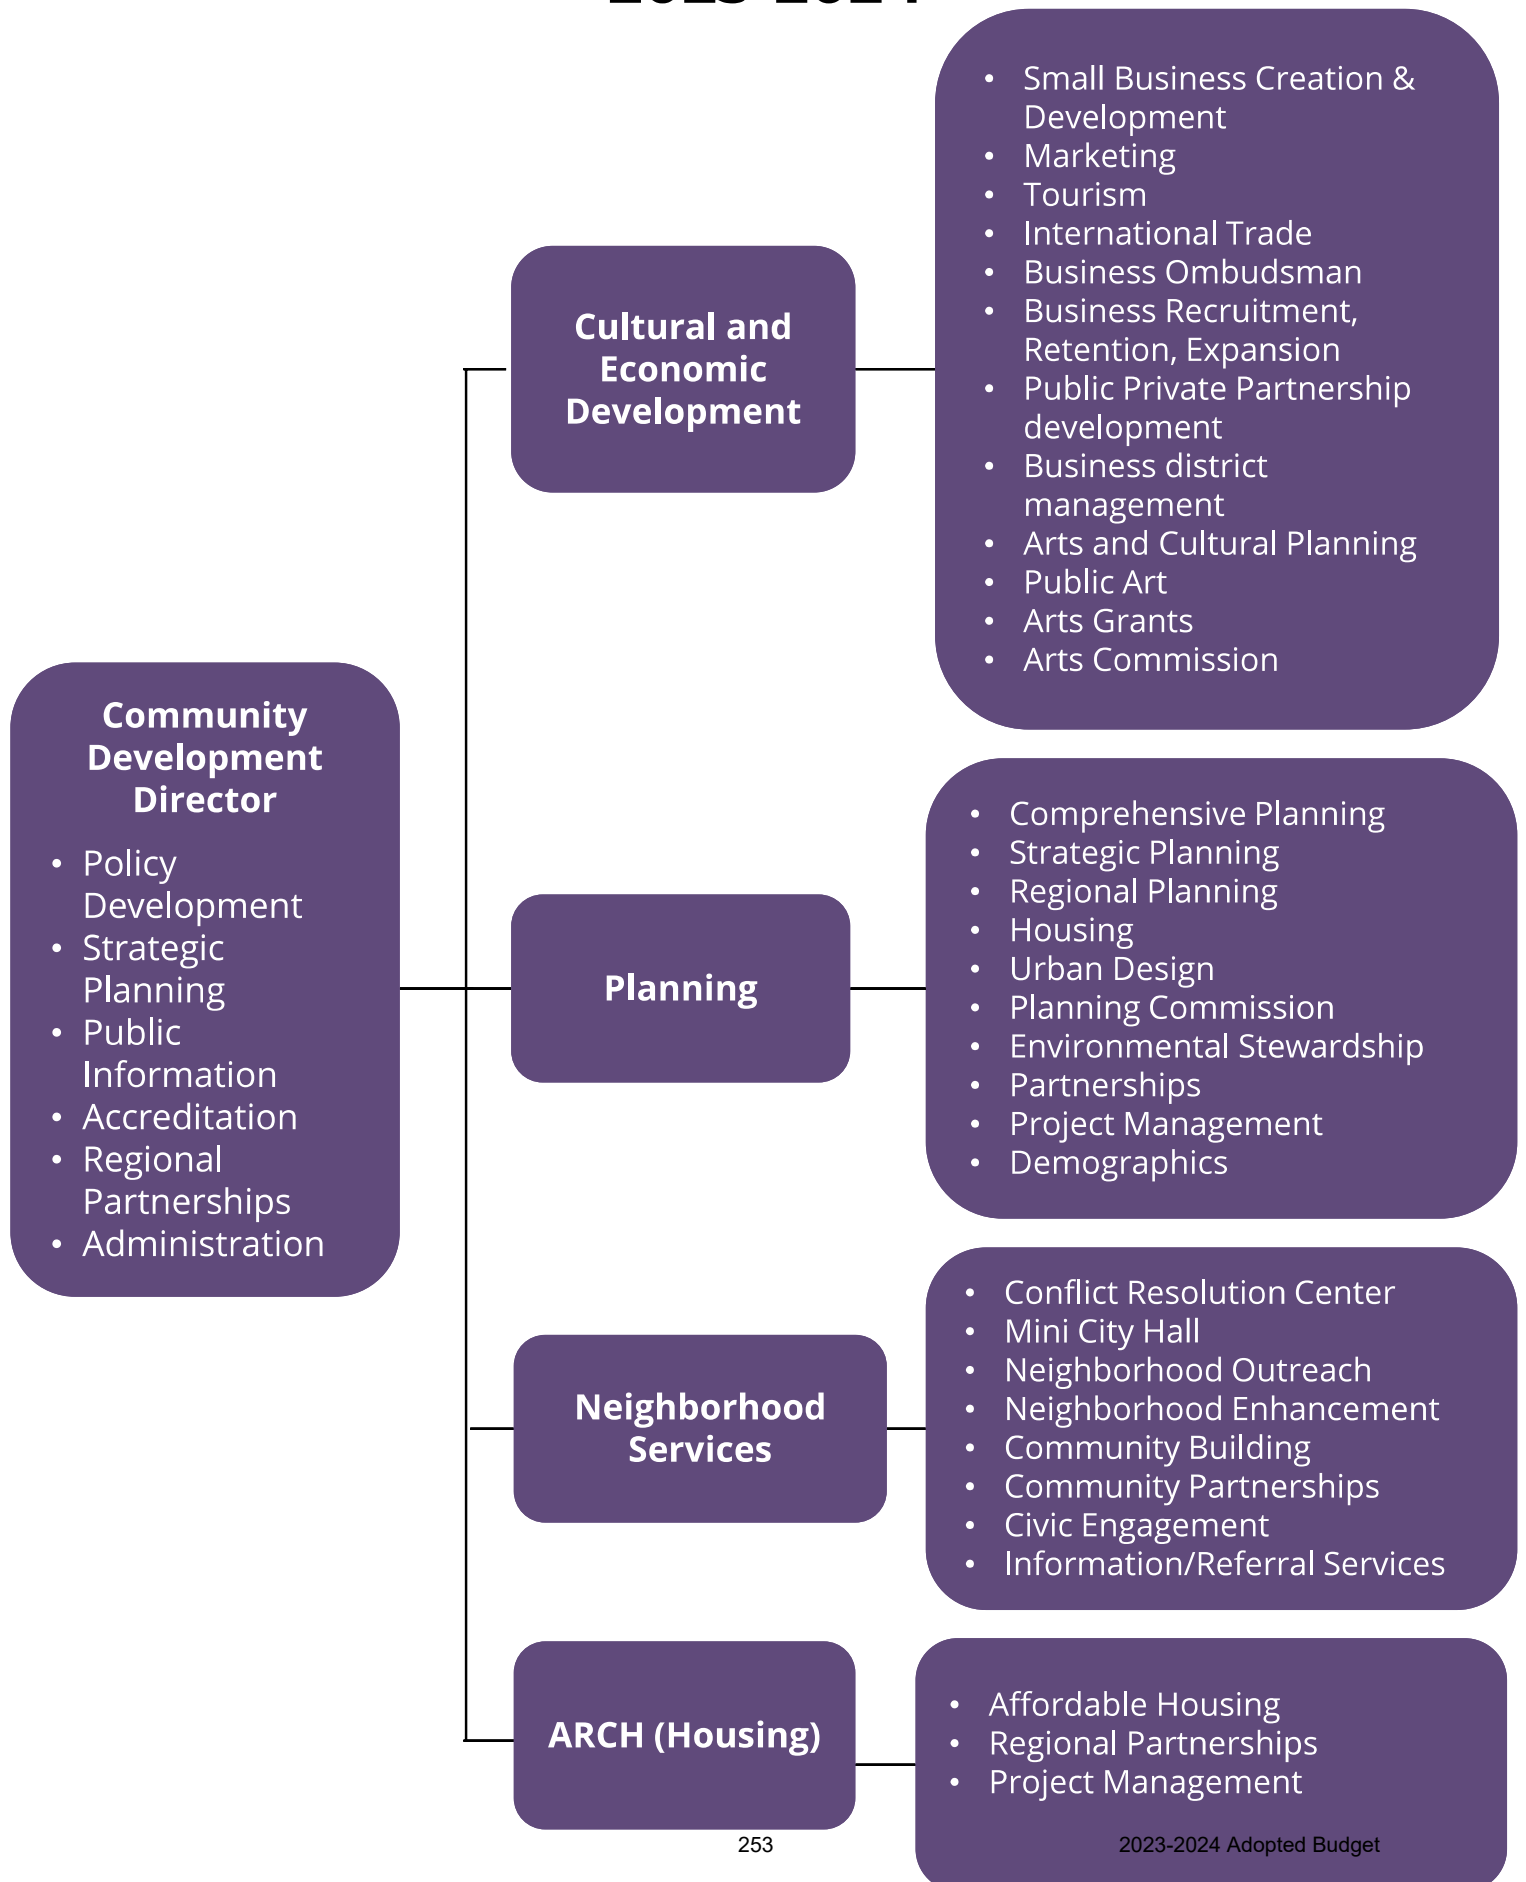 2023-2024
• Small Business Creation &
Development
• Marketing
• Tourism
• International Trade
• Business Ombudsman
• Business Recruitment,
Retention, Expansion
• Public Private Partnership
development
• Business district
management
• Arts and Cultural Planning
• Public Art
• Arts Grants
• Arts Commission
Cultural and
Economic
Development
Community
Development
Director
• Policy
Development
• Strategic
Planning
• Public
Information
• Accreditation
• Regional
Partnerships
• Administration
Planning
• Comprehensive Planning
• Strategic Planning
• Regional Planning
• Housing
• Urban Design
• Planning Commission
• Environmental Stewardship
• Partnerships
• Project Management
• Demographics
Neighborhood
Services
• Conflict Resolution Center
• Mini City Hall
• Neighborhood Outreach
• Neighborhood Enhancement
• Community Building
• Community Partnerships
• Civic Engagement
• Information/Referral Services
ARCH (Housing)
• Affordable Housing
• Regional Partnerships
• Project Management
253
2023-2024 Adopted Budget